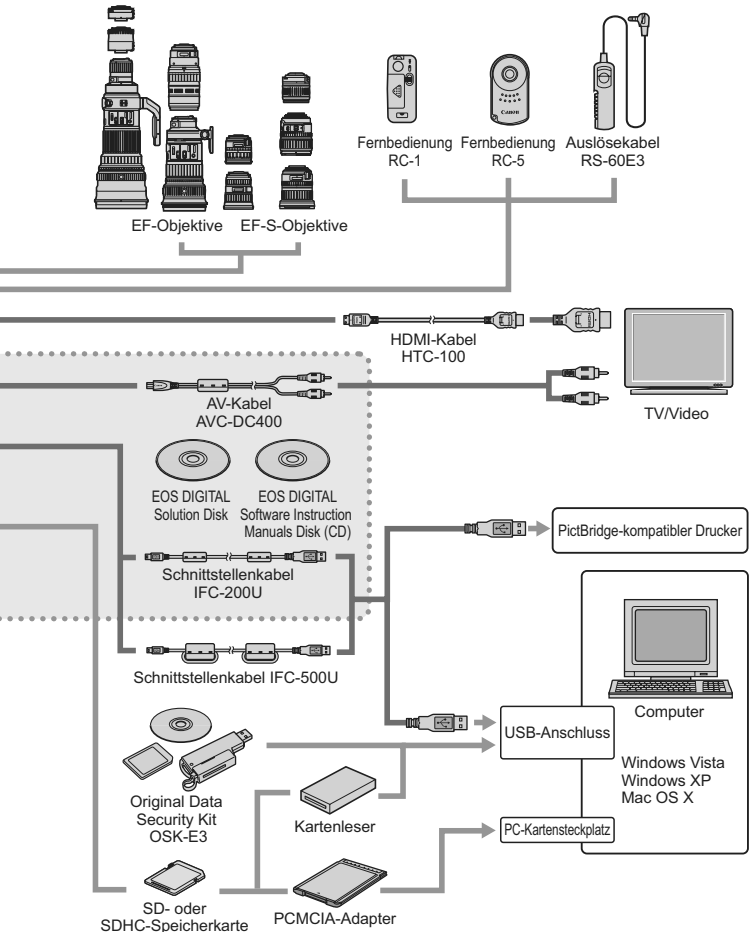 Canon
Fernbedienung
RC-1
Fernbedienung
RC-5
Auslösekabel
RS-60E3
EF-Objektive
EF-S-Objektive
HDMI-Kabel
HTC-100
AV-Kabel
AVC-DC400
TV/Video
EOS DIGITAL
Solution Disk
EOS DIGITAL
Software Instruction
Manuals Disk (CD)
PictBridge-kompatibler Drucker
Schnittstellenkabel
IFC-200U
Schnittstellenkabel IFC-500U
Computer
USB-Anschluss
Windows Vista
Windows XP
Mac OS X
Original Data
Security Kit
OSK-E3
Kartenleser
PC-Kartensteckplatz
SD- oder
SDHC-Speicherkarte
PCMCIA-Adapter